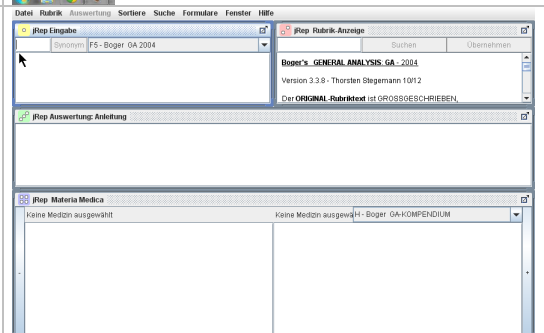 Datei Rubrik Auswertung Sortiere Suche Formulare Fenster Hilfe
jRep Eingabe
Synonym F5 - Boger GA 2004
jRep Rubrik-Anzeige
Suchen Übernehmen
Boger's GENERAL ANALYSIS: GA - 2004
Version 3.3.8 - Thorsten Stegemann 10/12
Der ORIGINAL-Rubriktext ist GROSSGESCHRIEBEN,
jRep Auswertung: Anleitung
jRep Materia Medica
Keine Medizin ausgewählt
Keine Medizin ausgewä H - Boger GA-KOMPENDIUM
-
+